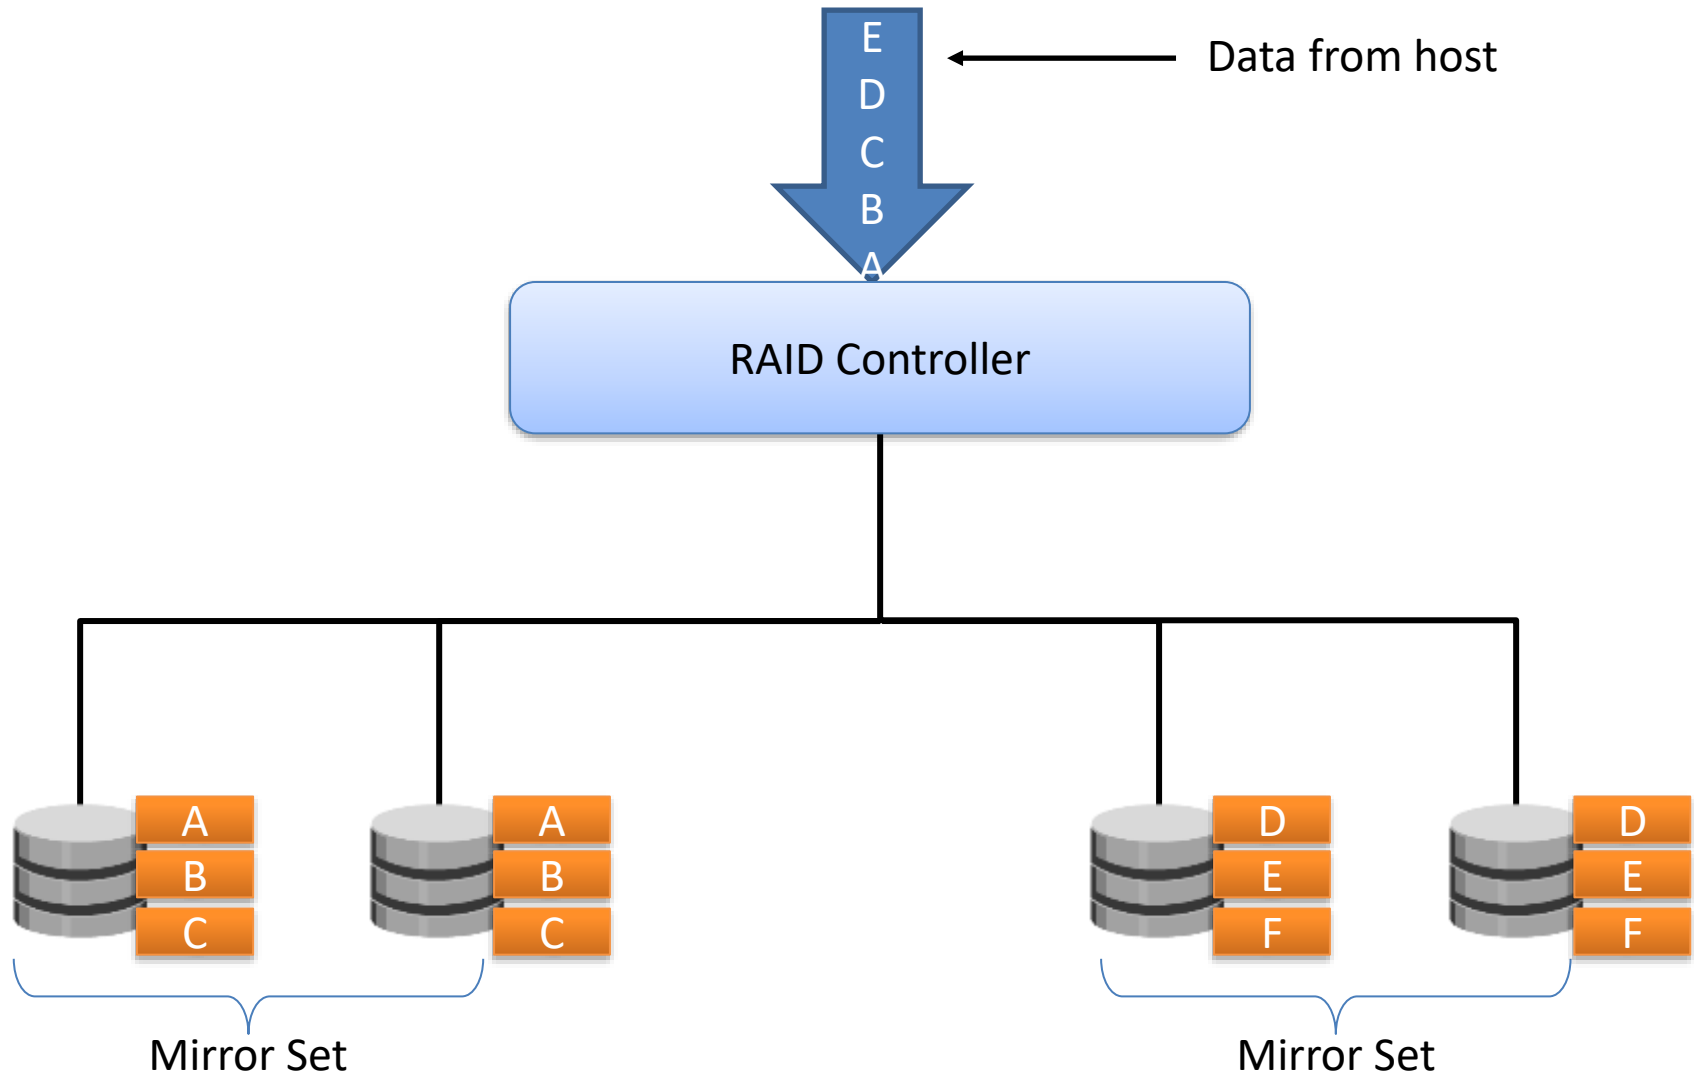 E
D
C
B
A
Data from host
RAID Controller
A
B
C
A
B
C
D
E
F
D
E
F
Mirror Set
Mirror Set